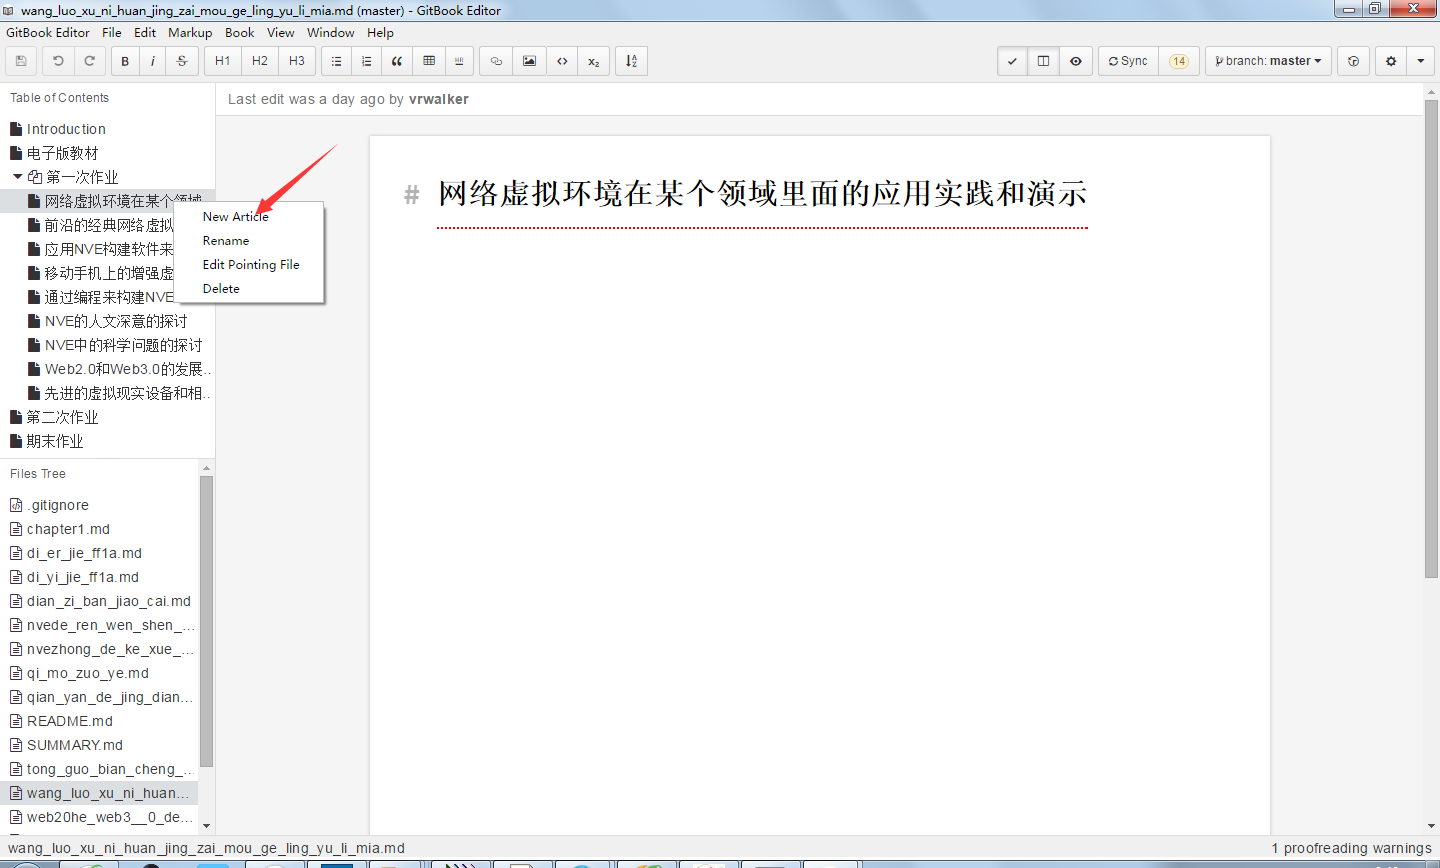 wang_luo_xu_ni_huan_jing_zai_mou_ge_ling_yu_li_mia.md (master) - GitBook Editor
GitBook Editor File Edit Markup Book View Window Help
B i S H1 H2 H3 x2 Sync 14 branch: master
Table of Contents
Last edit was a day ago by vrwalker
Introduction
电子版教材
第一次作业
网络虚拟环境在某个领域
前沿的经典网络虚拟
应用NVE构建软件来
移动手机上的增强虚
通过编程来构建NVE
NVE的人文深意的探讨
NVE中的科学问题的探讨
Web2.0和Web3.0的发展...
先进的虚拟现实设备和相...
第二次作业
期末作业
New Article
Rename
Edit Pointing File
Delete
# 网络虚拟环境在某个领域里面的应用实践和演示
Files Tree
.gitignore
chapter1.md
di_er_jie_ff1a.md
di_yi_jie_ff1a.md
dian_zi_ban_jiao_cai.md
nvede_ren_wen_shen_...
nvezhong_de_ke_xue_...
qi_mo_zuo_ye.md
qian_yan_de_jing_dian...
README.md
SUMMARY.md
tong_guo_bian_cheng_...
wang_luo_xu_ni_huan...
web20he_web3__0_de...
wang_luo_xu_ni_huan_jing_zai_mou_ge_ling_yu_li_mia.md
1 proofreading warnings